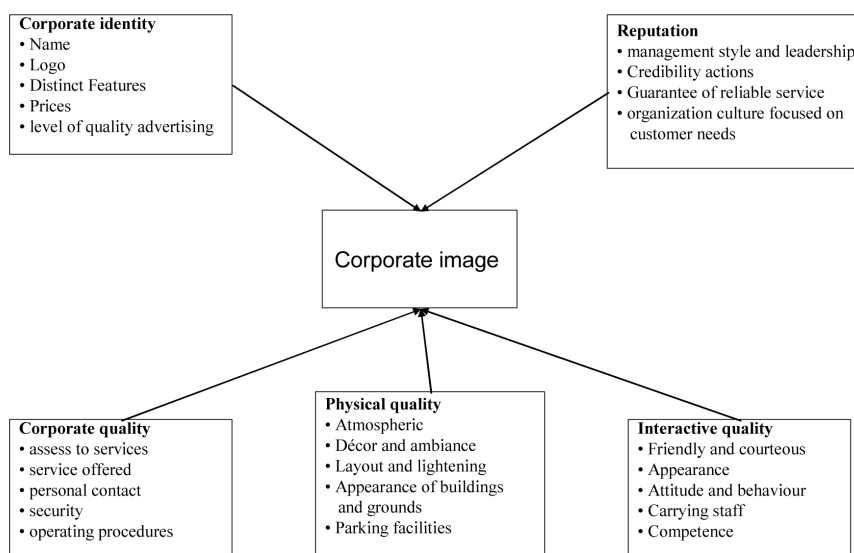 Corporate identity
• Name
• Logo
• Distinct Features
• Prices
• level of quality advertising
Reputation
• management style and leadership
• Credibility actions
• Guarantee of reliable service
• organization culture focused on
customer needs
Corporate image
Corporate quality
• assess to services
• service offered
• personal contact
• security
• operating procedures
Physical quality
• Atmospheric
• Décor and ambiance
• Layout and lightening
• Appearance of buildings
and grounds
• Parking facilities
Interactive quality
• Friendly and courteous
• Appearance
• Attitude and behaviour
• Carrying staff
• Competence